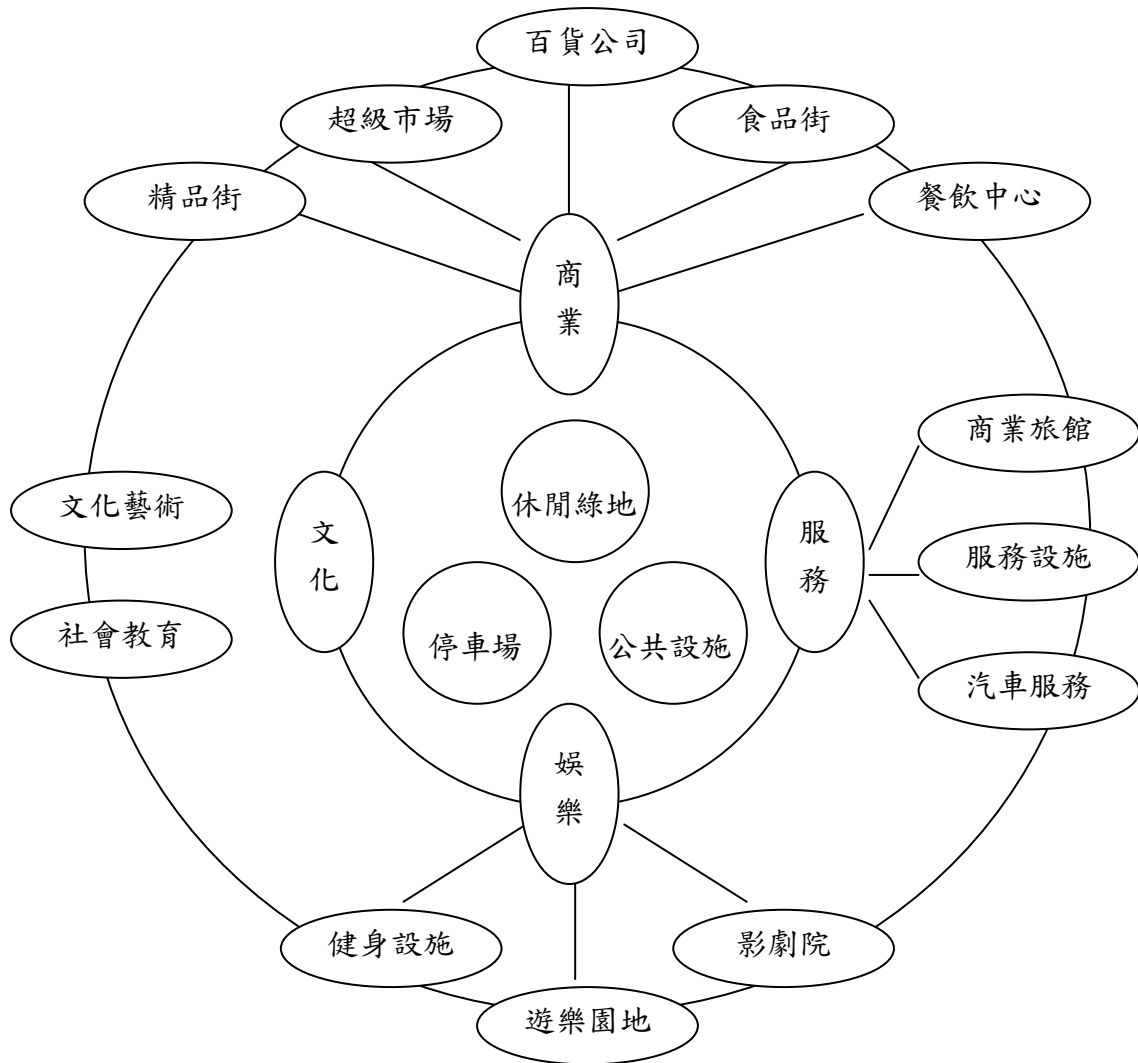 百貨公司
超級市場
食品街
精品街
餐飲中心
商業
商業旅館
文化藝術
休閒綠地
文化
服務
服務設施
社會教育
停車場
公共設施
汽車服務
娛樂
健身設施
影劇院
遊樂園地